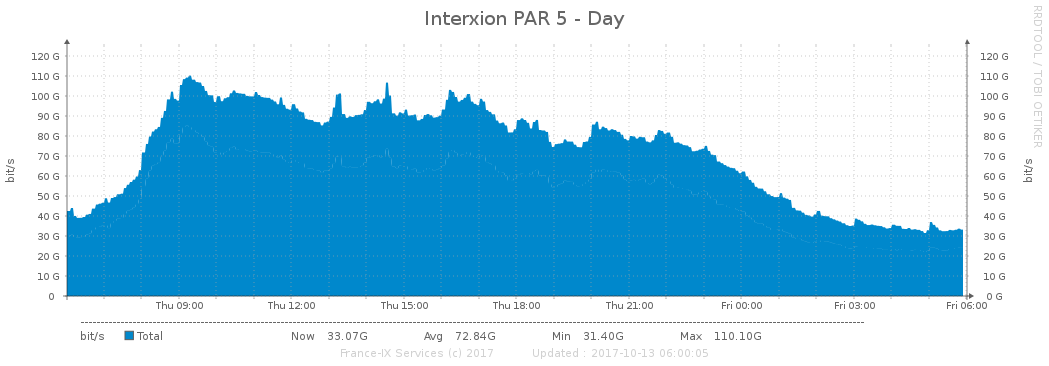 Interxion PAR 5 - Day
RRDTOOL / TOBI OETIKER
bit/s
bit/s
120 G 120 G
110 G 110 G
100 G 100 G
90 G 90 G
80 G 80 G
70 G 70 G
60 G 60 G
50 G 50 G
40 G 40 G
30 G 30 G
20 G 20 G
10 G 10 G
0 0 G
Thu 09:00 Thu 12:00 Thu 15:00 Thu 18:00 Thu 21:00 Fri 00:00 Fri 03:00 Fri 06:00
bit/s Total Now 33.07G Avg 72.84G Min 31.40G Max 110.10G
France-IX Services (c) 2017 Updated : 2017-10-13 06:00:05